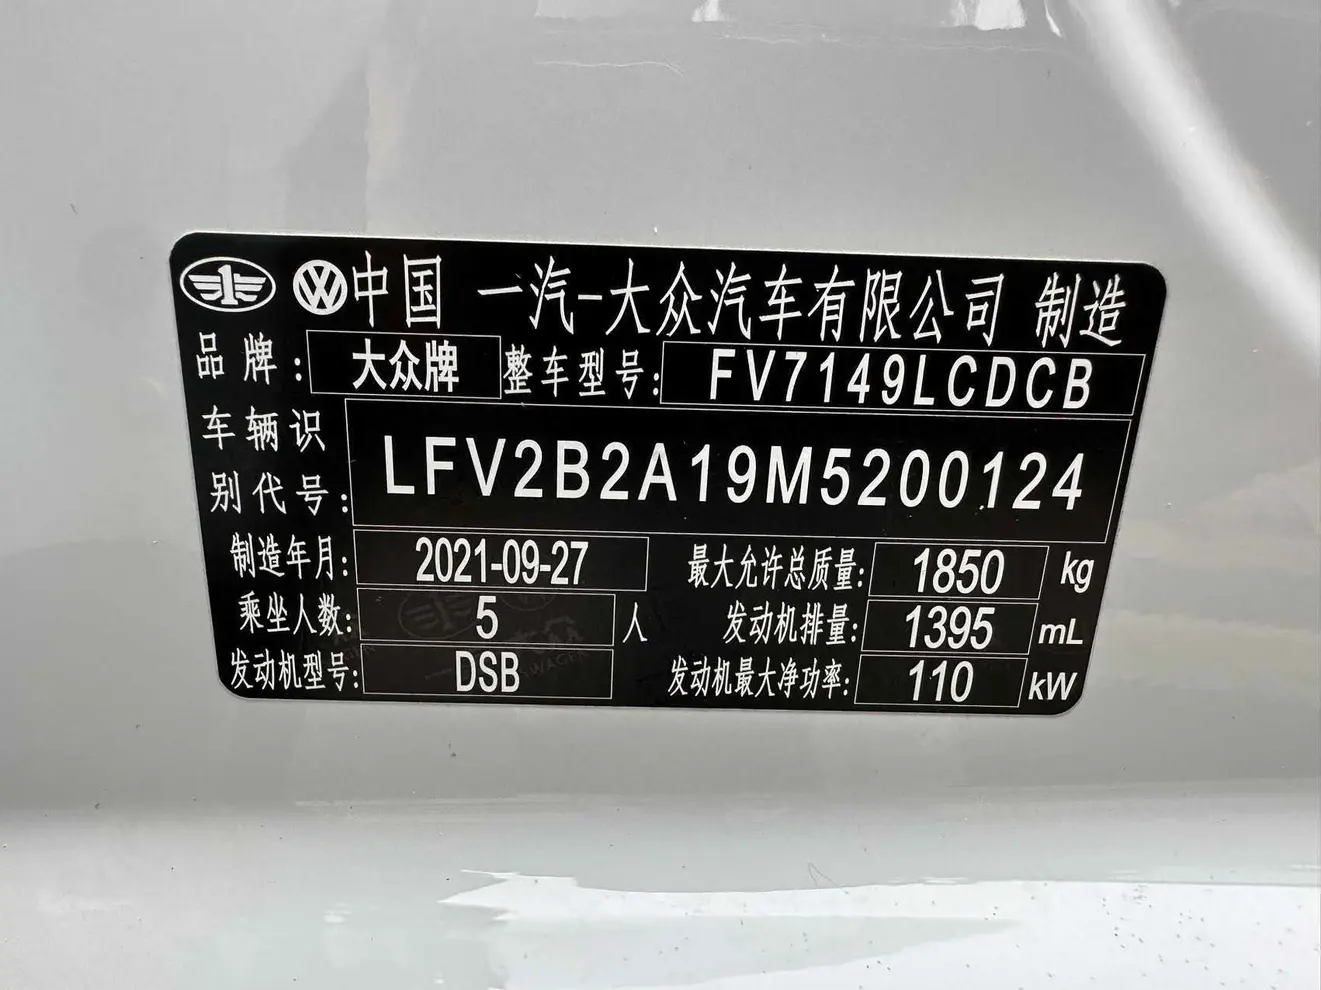 中国 一汽-大众汽车有限公司 制造
品牌: 大众牌 整车型号: FV7149LCDCB
车辆识别代号: LFV2B2A19M5200124
制造年月: 2021-09-27 最大允许总质量: 1850 kg
乘坐人数: 5 人 发动机排量: 1395 mL
发动机型号: DSB 发动机最大净功率: 110 kW